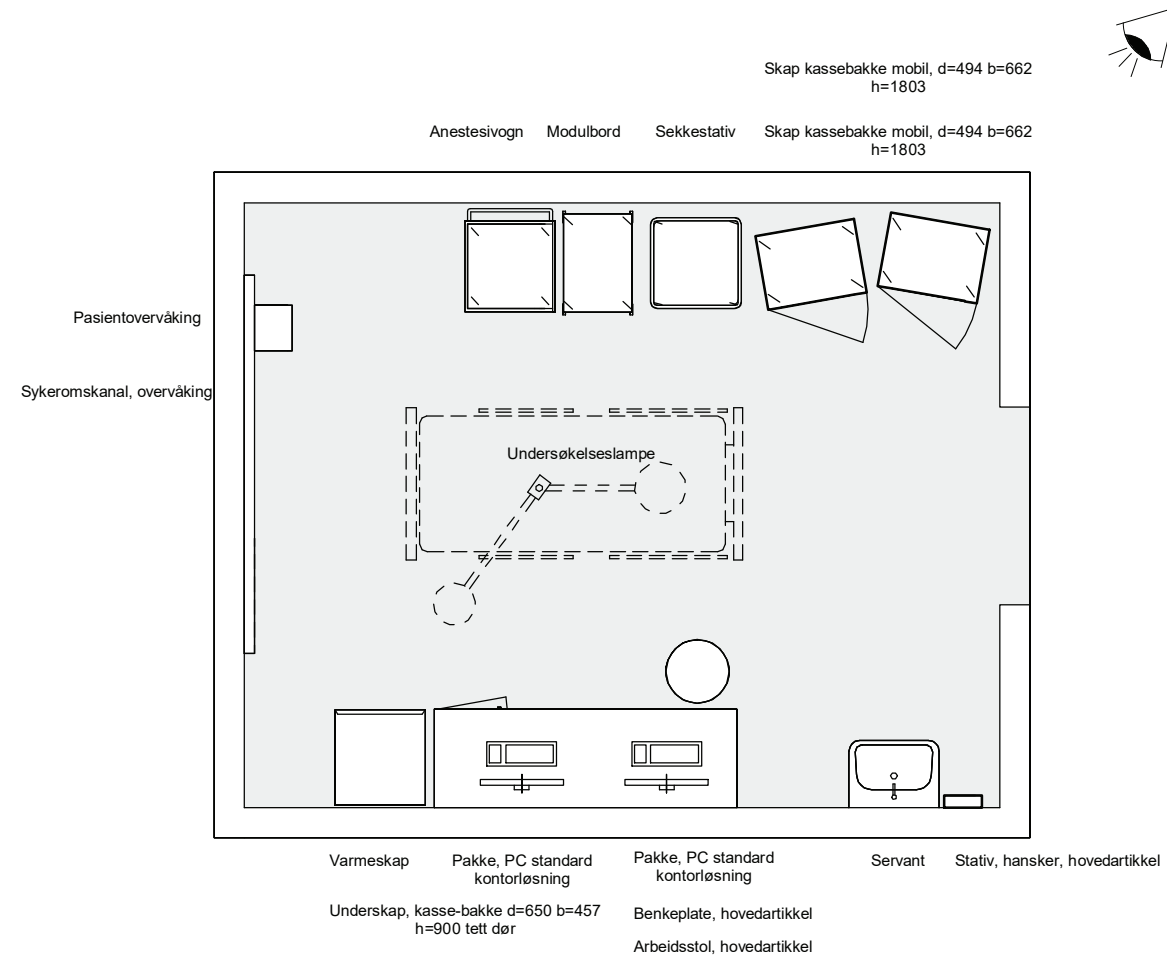 Skap kassebakke mobil, d=494 b=662
h=1803
Anestesivogn
Modulbord
Sekkestativ
Skap kassebakke mobil, d=494 b=662
h=1803
Pasientovervåking
Sykeromskanal, overvåking
Undersøkelseslampe
Varmeskap
Pakke, PC standard
kontorløsning
Pakke, PC standard
kontorløsning
Servant
Stativ, hansker, hovedartikkel
Underskap, kasse-bakke d=650 b=457
h=900 tett dør
Benkeplate, hovedartikkel
Arbeidsstol, hovedartikkel